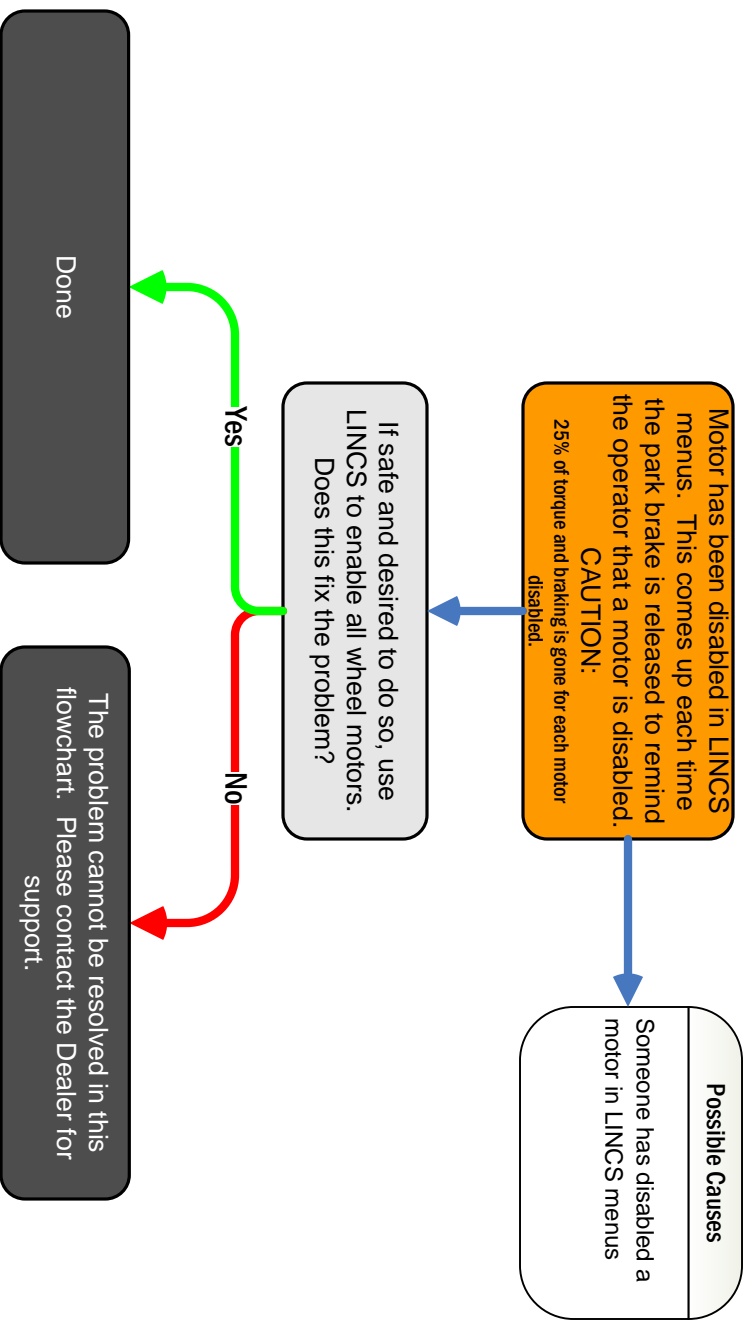 Motor has been disabled in LINCS
menus.  This comes up each time
the park brake is released to remind
the operator that a motor is disabled.
CAUTION:
25% of torque and braking is gone for each motor
disabled.
Possible Causes
Someone has disabled a
motor in LINCS menus
If safe and desired to do so, use
LINCS to enable all wheel motors.
Does this fix the problem?
Yes
No
Done
The problem cannot be resolved in this
flowchart.  Please contact the Dealer for
support.